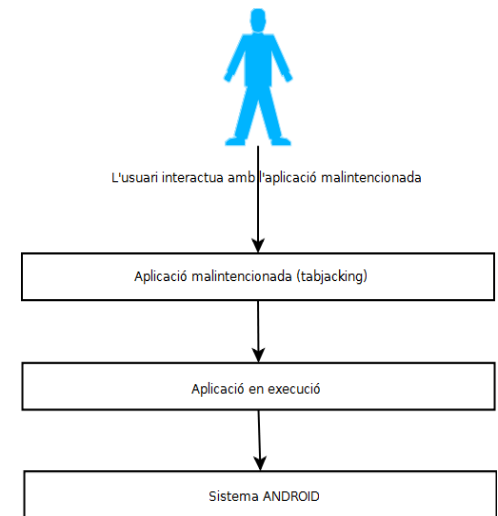 L'usuari interactua amb l'aplicació malintencionada
Aplicació malintencionada (tabjacking)
Aplicació en execució
Sistema ANDROID